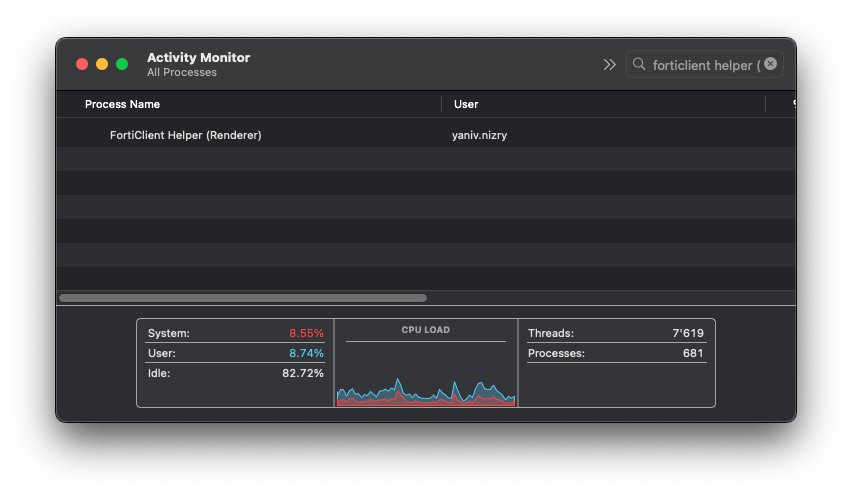 Activity Monitor
All Processes
forticlient helper (
Process Name
User
FortiClient Helper (Renderer)
yaniv.nizry
System: 8.55%
User: 8.74%
Idle: 82.72%
CPU LOAD
Threads: 7'619
Processes: 681